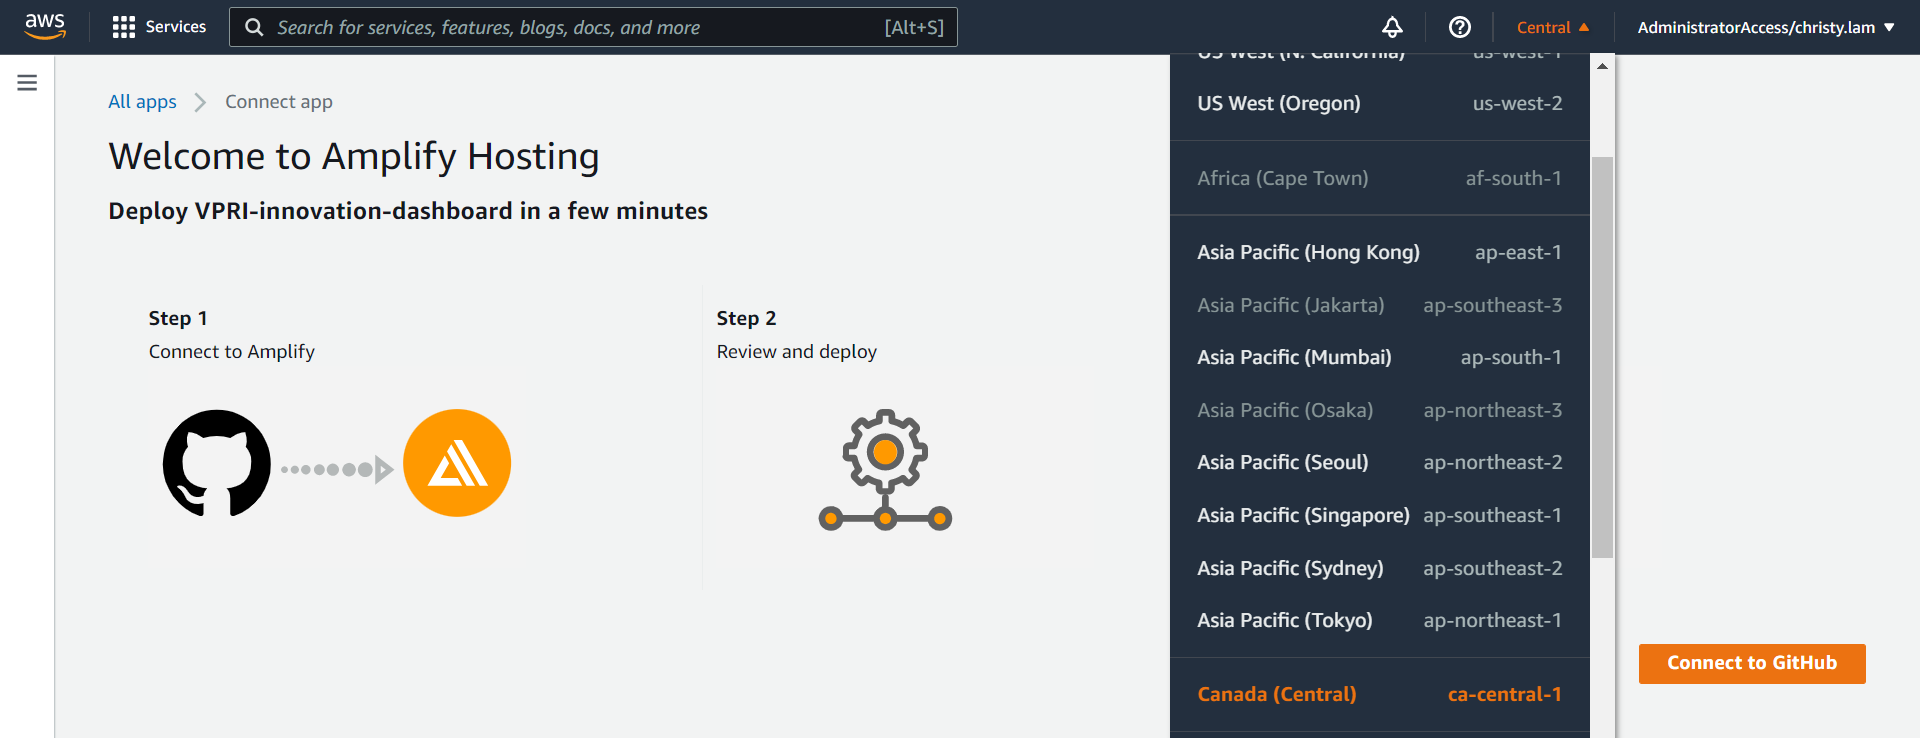 aws
Services
Search for services, features, blogs, docs, and more
[Alt+S]
Central
AdministratorAccess/christy.lam
All apps
Connect app
Welcome to Amplify Hosting
Deploy VPRI-innovation-dashboard in a few minutes
Step 1
Connect to Amplify
Step 2
Review and deploy
US West (N. California) us-west-1
US West (Oregon) us-west-2
Africa (Cape Town) af-south-1
Asia Pacific (Hong Kong) ap-east-1
Asia Pacific (Jakarta) ap-southeast-3
Asia Pacific (Mumbai) ap-south-1
Asia Pacific (Osaka) ap-northeast-3
Asia Pacific (Seoul) ap-northeast-2
Asia Pacific (Singapore) ap-southeast-1
Asia Pacific (Sydney) ap-southeast-2
Asia Pacific (Tokyo) ap-northeast-1
Canada (Central) ca-central-1
Connect to GitHub